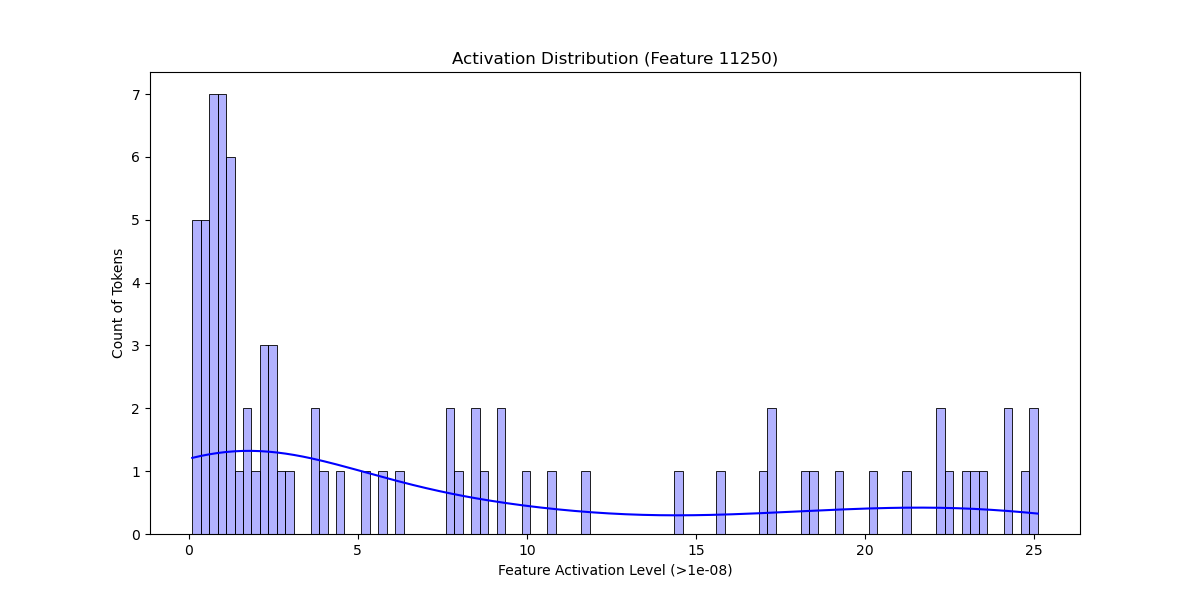 Activation Distribution (Feature 11250)
7
6
5
4
3
2
1
0
Count of Tokens
0 5 10 15 20 25
Feature Activation Level (>1e-08)